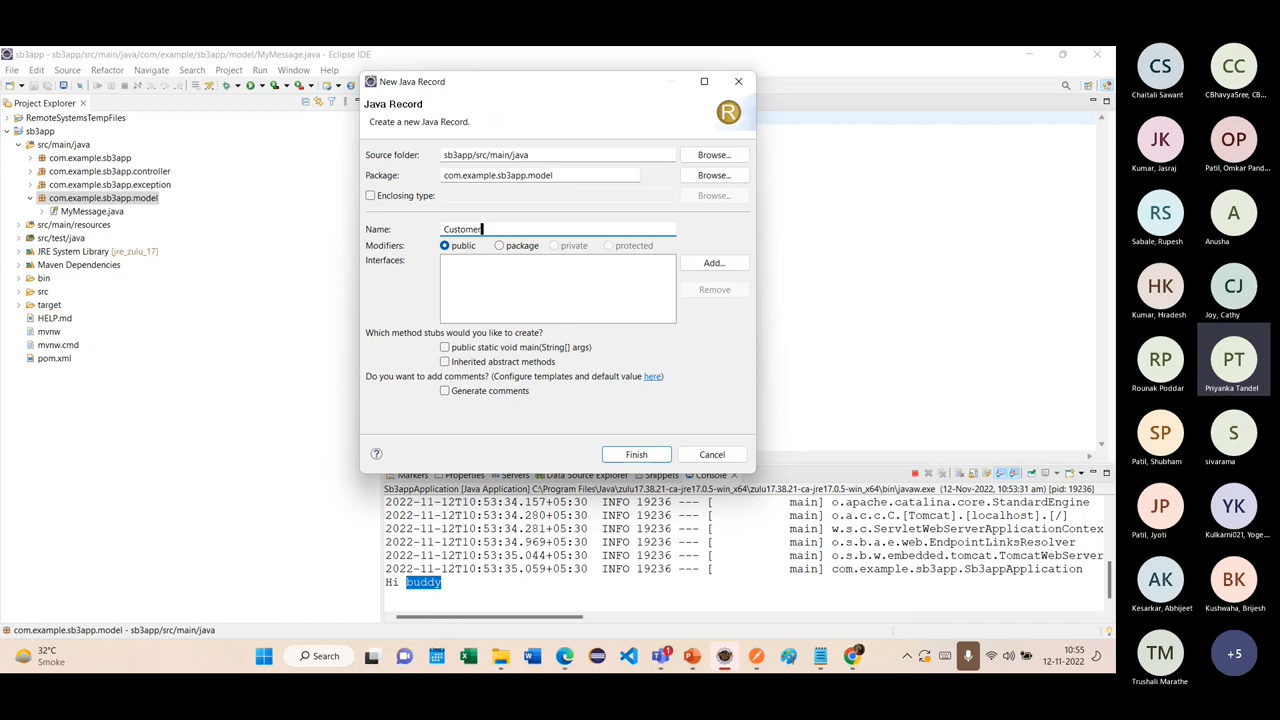 sb3app - sb3app/src/main/java/com/example/sb3app/model/MyMessage.java - Eclipse IDE
File Edit Source Refactor Navigate Search Project Run Window Help
Project Explorer
RemoteSystemsTempFiles
sb3app
src/main/java
com.example.sb3app
com.example.sb3app.controller
com.example.sb3app.exception
com.example.sb3app.model
MyMessage.java
src/main/resources
src/test/java
JRE System Library [jre_zulu_17]
Maven Dependencies
bin
src
target
HELP.md
mvnw
mvnw.cmd
pom.xml
New Java Record
Java Record
Create a new Java Record.
R
Source folder: sb3app/src/main/java Browse...
Package: com.example.sb3app.model Browse...
Enclosing type: Browse...
Name: Customer
Modifiers: public package private protected
Interfaces: Add...
Remove
Which method stubs would you like to create?
public static void main(String[] args)
Inherited abstract methods
Do you want to add comments? (Configure templates and default value here)
Generate comments
? Finish Cancel
Markers Properties Servers Data Source Explorer Snippets Console
Sb3appApplication [Java Application] C:\Program Files\Java\zulu17.38.21-ca-jre17.0.5-win_x64\zulu17.38.21-ca-jre17.0.5-win_x64\bin\javaw.exe (12-Nov-2022, 10:53:31 am) [pid: 19236]
2022-11-12T10:53:34.157+05:30 INFO 19236 --- [ main] o.apache.catalina.core.StandardEngine
2022-11-12T10:53:34.280+05:30 INFO 19236 --- [ main] o.a.c.c.C.[Tomcat].[localhost].[/]
2022-11-12T10:53:34.281+05:30 INFO 19236 --- [ main] w.s.c.ServletWebServerApplicationContex
2022-11-12T10:53:34.969+05:30 INFO 19236 --- [ main] o.s.b.a.e.web.EndpointLinksResolver
2022-11-12T10:53:35.044+05:30 INFO 19236 --- [ main] o.s.b.w.embedded.tomcat.TomcatWebServer
2022-11-12T10:53:35.059+05:30 INFO 19236 --- [ main] com.example.sb3app.Sb3appApplication
Hi buddy
com.example.sb3app.model - sb3app/src/main/java
32°C
Smoke
Search
1
10:55
12-11-2022
CS CC
Chaitali Sawant CBhavyaSree, CB...
JK OP
Kumar, Jasraj Patil, Omkar Pand...
RS A
Sabale, Rupesh Anusha
HK CJ
Kumar, Hradesh Joy, Cathy
RP PT
Rounak Poddar Priyanka Tandel
SP S
Patil, Shubham sivarama
JP YK
Patil, Jyoti Kulkarni021, Yoge...
AK BK
Kesarkar, Abhijeet Kushwaha, Brijesh
TM +5
Trushali Marathe